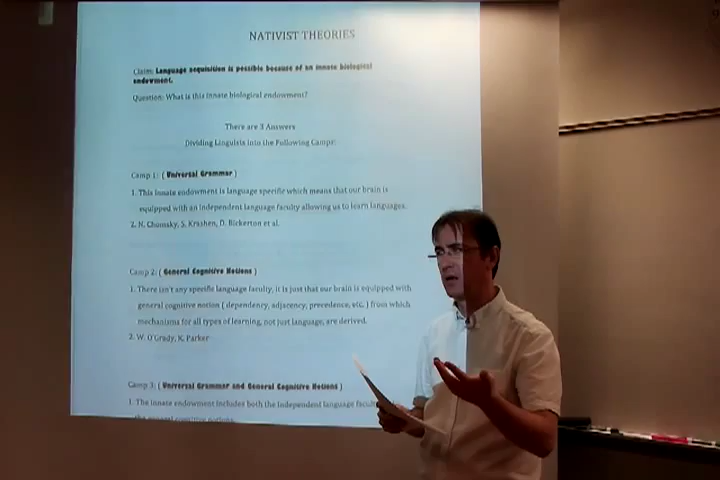 NATIVIST THEORIES
Claim: Language acquisition is possible because of an innate biological
endowment.
Question: What is this innate biological endowment?
There are 3 Answers
Dividing Linguists into the Following Camps:
Camp 1: ( Universal Grammar )
1. This innate endowment is language specific which means that our brain is
equipped with an independent language faculty allowing us to learn languages.
2. N. Chomsky, S. Krashen, D. Bickerton et al.
Camp 2: ( General Cognitive Notions )
1. There isn't any specific language faculty, it is just that our brain is equipped with
general cognitive notion ( dependency, adjacency, precedence, etc. ) from which
mechanisms for all types of learning, not just language, are derived.
2. W. O'Grady, K. Parker
Camp 3: ( Universal Grammar and General Cognitive Notions )
1. The innate endowment includes both the independent language
the general cognitive notions.